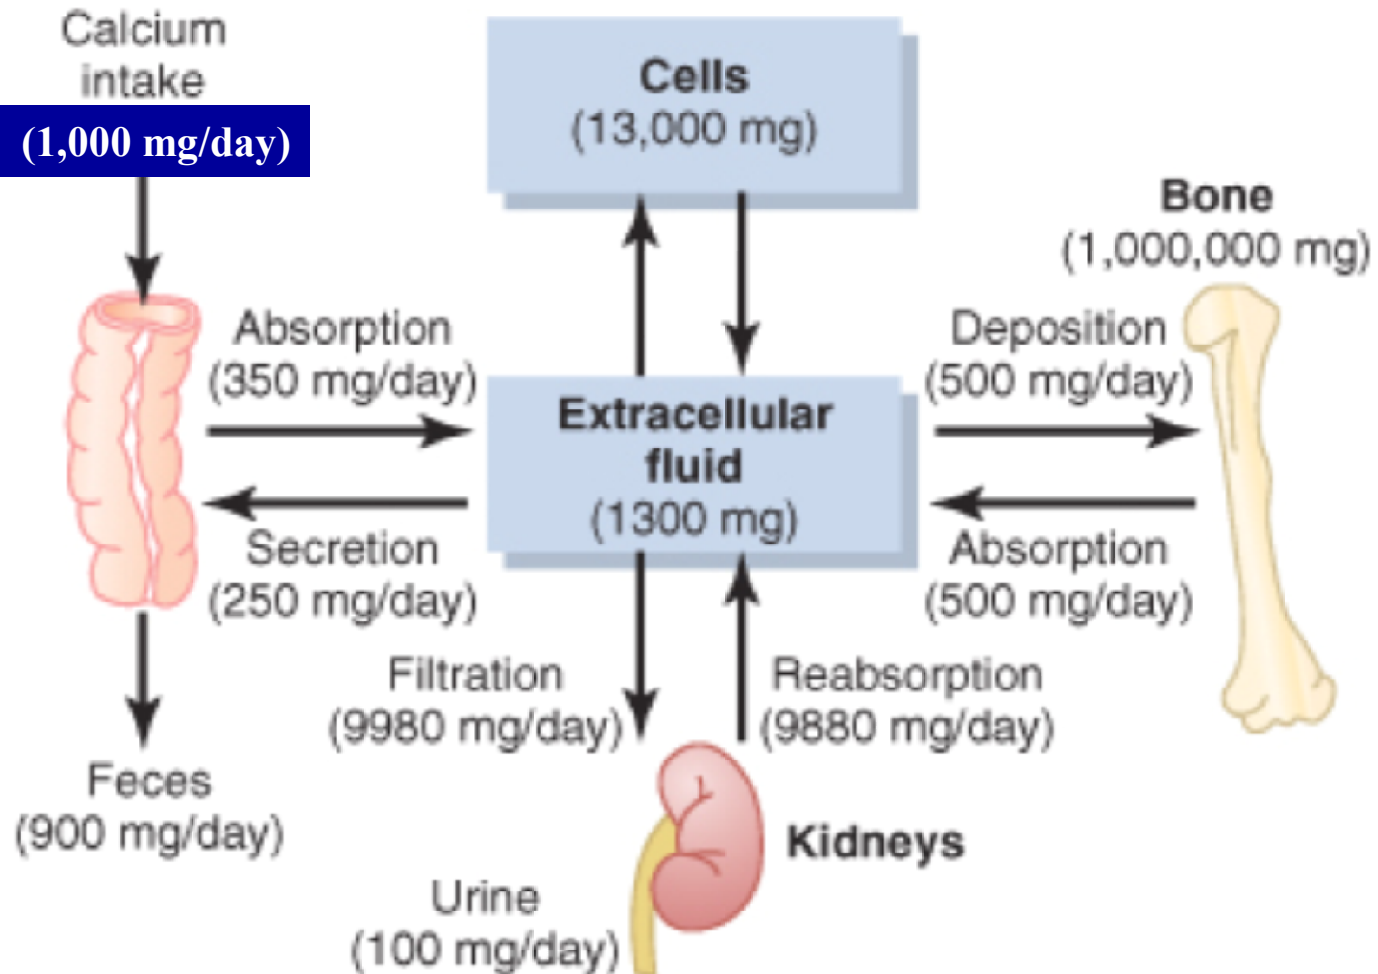 Calcium
intake
(1,000 mg/day)
Cells
(13,000 mg)
Bone
(1,000,000 mg)
Absorption
(350 mg/day)
Extracellular
fluid
(1300 mg)
Deposition
(500 mg/day)
Secretion
(250 mg/day)
Absorption
(500 mg/day)
Filtration
(9980 mg/day)
Reabsorption
(9880 mg/day)
Feces
(900 mg/day)
Kidneys
Urine
(100 mg/day)